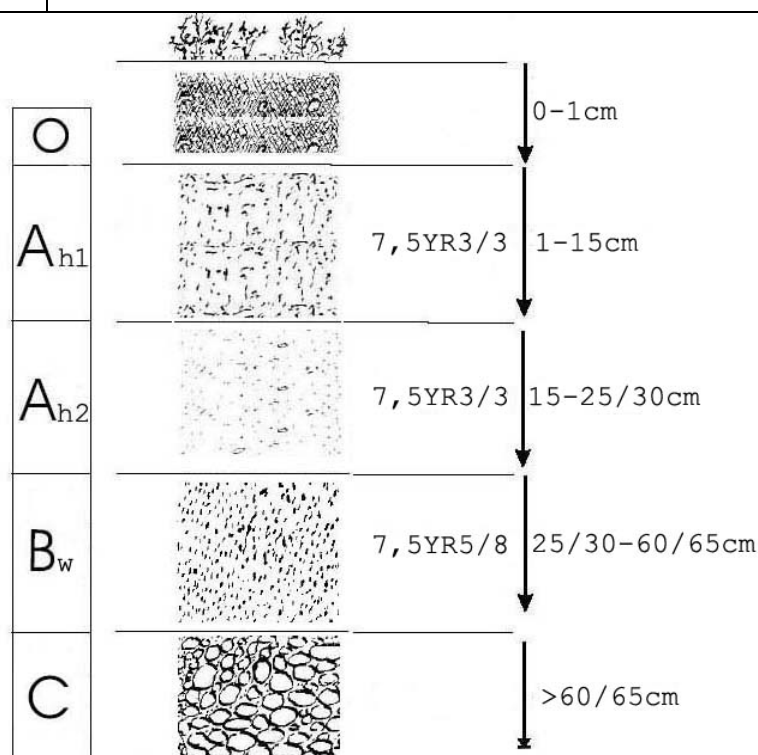 O 0-1cm
Ah1 7,5YR3/3 1-15cm
Ah2 7,5YR3/3 15-25/30cm
Bw 7,5YR5/8 25/30-60/65cm
C >60/65cm